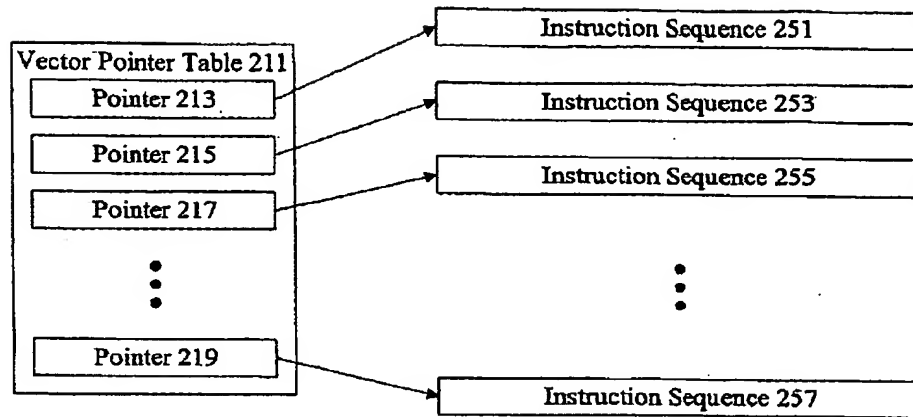 Vector Pointer Table 211
Pointer 213
Pointer 215
Pointer 217
Pointer 219
Instruction Sequence 251
Instruction Sequence 253
Instruction Sequence 255
Instruction Sequence 257